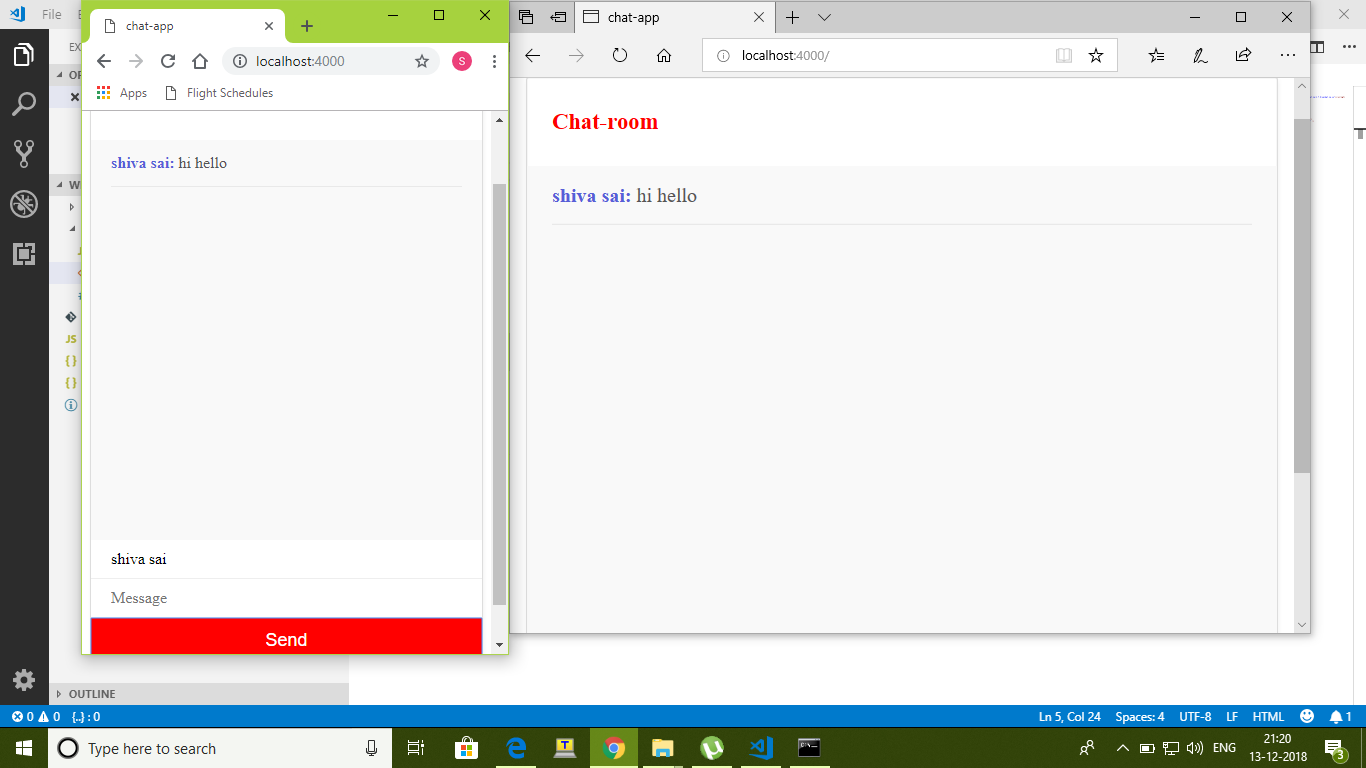 File
chat-app
chat-app
localhost:4000
localhost:4000/
Apps
Flight Schedules
S
EX
OP
W
JS
{ }
{ }
shiva sai: hi hello
shiva sai
Message
Send
Chat-room
shiva sai: hi hello
OUTLINE
0 0 {..} : 0
Ln 5, Col 24 Spaces: 4 UTF-8 LF HTML 1
Type here to search
T
ENG
21:20
13-12-2018
3